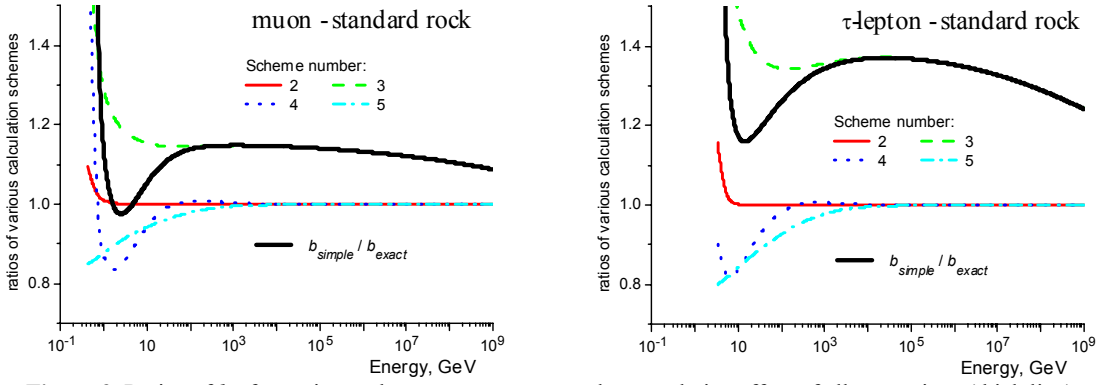 muon - standard rock
ratios of various calculation schemes
1.4
1.2
1.0
0.8
Scheme number:
2 3
4 5
b_simple / b_exact
10^-1 10 10^3 10^5 10^7 10^9
Energy, GeV
τ-lepton - standard rock
ratios of various calculation schemes
1.4
1.2
1.0
0.8
Scheme number:
2 3
4 5
b_simple / b_exact
10^-1 10 10^3 10^5 10^7 10^9
Energy, GeV